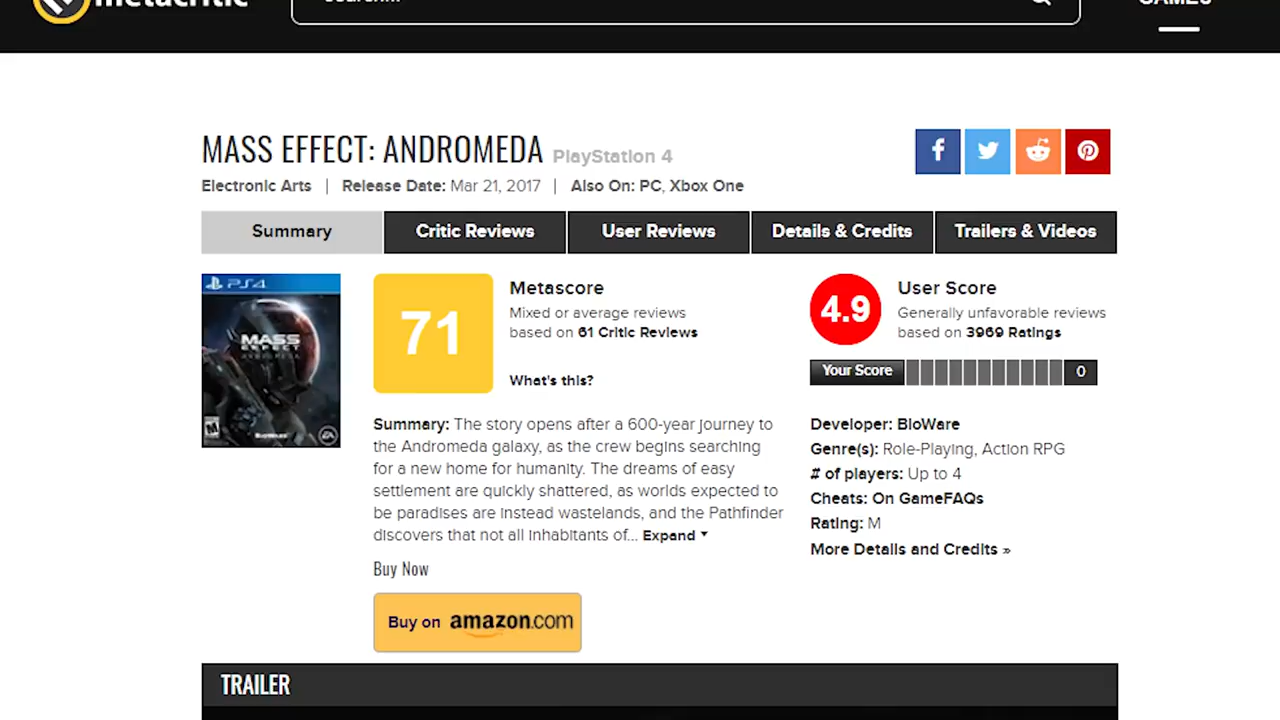 metacritic
Search...
GAMES
MASS EFFECT: ANDROMEDA PlayStation 4
Electronic Arts | Release Date: Mar 21, 2017 | Also On: PC, Xbox One
Summary Critic Reviews User Reviews Details & Credits Trailers & Videos
PS4
MASS
EFFECT
ANDROMEDA
M
BioWare
EA
71
Metascore
Mixed or average reviews
based on 61 Critic Reviews
What's this?
4.9
User Score
Generally unfavorable reviews
based on 3969 Ratings
Your Score 0
Summary: The story opens after a 600-year journey to
the Andromeda galaxy, as the crew begins searching
for a new home for humanity. The dreams of easy
settlement are quickly shattered, as worlds expected to
be paradises are instead wastelands, and the Pathfinder
discovers that not all inhabitants of... Expand
Buy Now
Buy on amazon.com
Developer: BioWare
Genre(s): Role-Playing, Action RPG
# of players: Up to 4
Cheats: On GameFAQs
Rating: M
More Details and Credits »
TRAILER